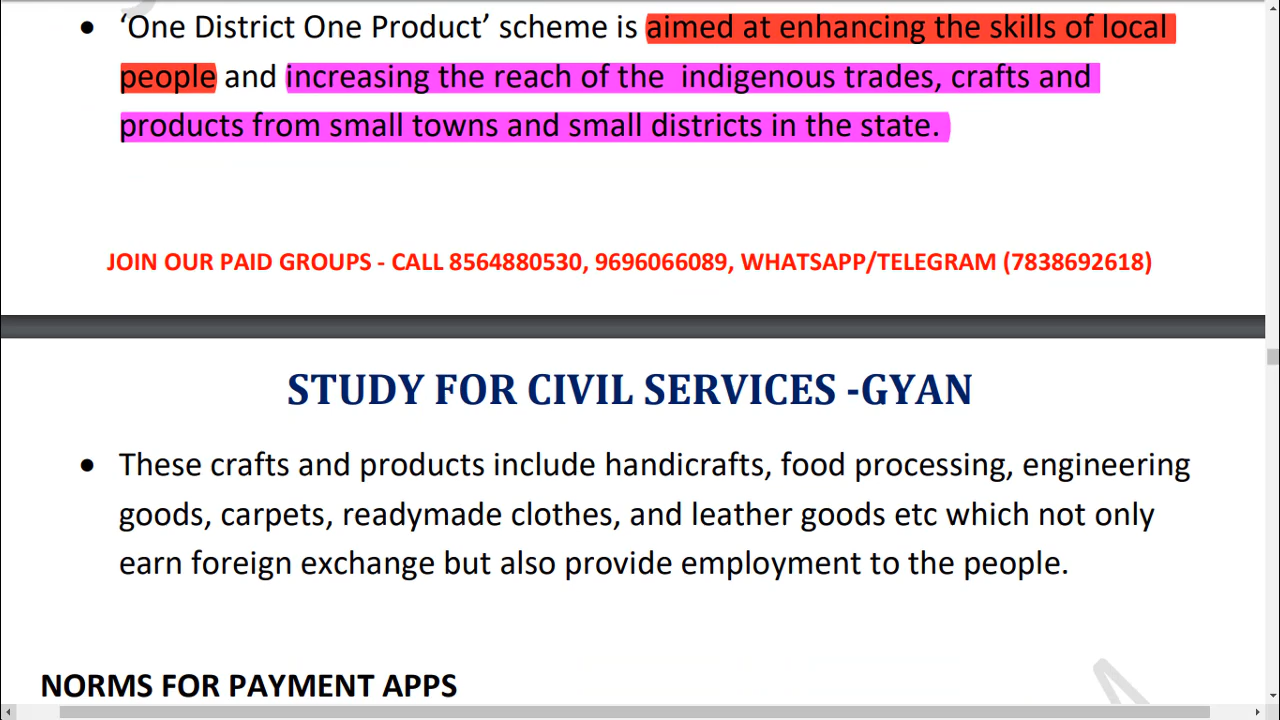 • ‘One District One Product’ scheme is aimed at enhancing the skills of local
people and increasing the reach of the indigenous trades, crafts and
products from small towns and small districts in the state.
JOIN OUR PAID GROUPS - CALL 8564880530, 9696066089, WHATSAPP/TELEGRAM (7838692618)
STUDY FOR CIVIL SERVICES -GYAN
• These crafts and products include handicrafts, food processing, engineering
goods, carpets, readymade clothes, and leather goods etc which not only
earn foreign exchange but also provide employment to the people.
NORMS FOR PAYMENT APPS